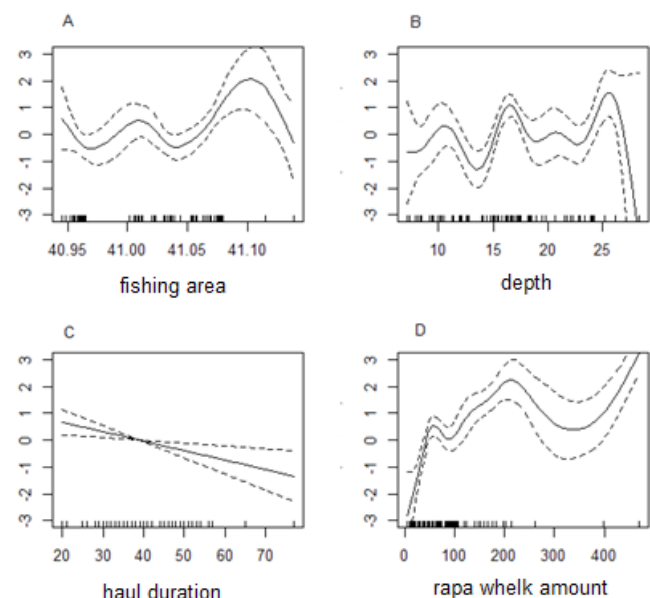 A
3
2
1
0
-1
-2
-3
40.95 41.00 41.05 41.10
fishing area
B
3
2
1
0
-1
-2
-3
10 15 20 25
depth
C
3
2
1
0
-1
-2
-3
20 30 40 50 60 70
haul duration
D
3
2
1
0
-1
-2
-3
0 100 200 300 400
rapa whelk amount